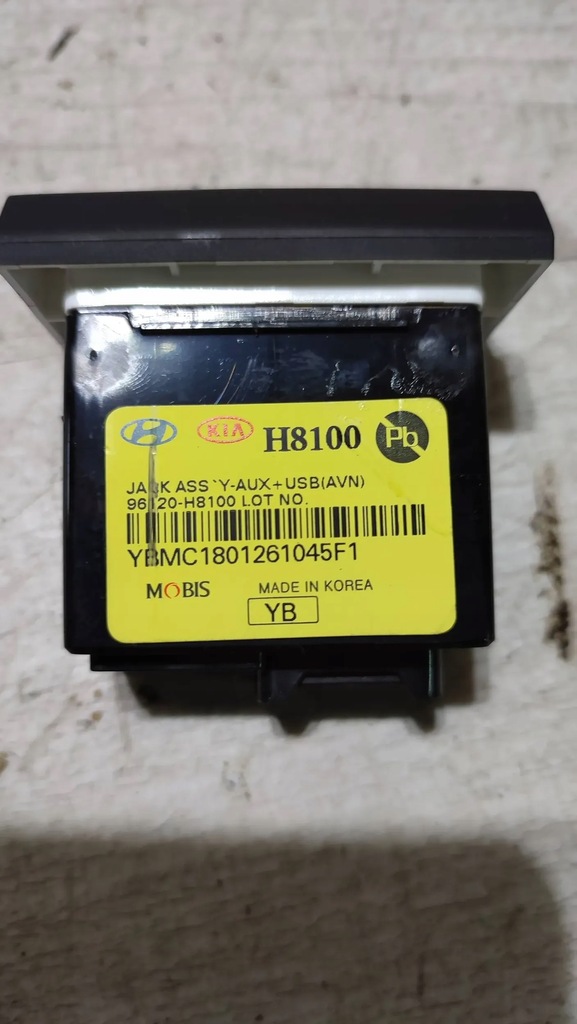 KIA H8100 Pb
JACK ASS`Y-AUX+USB(AVN)
96120-H8100 LOT NO.
YBMC1801261045F1
MOBIS MADE IN KOREA
YB